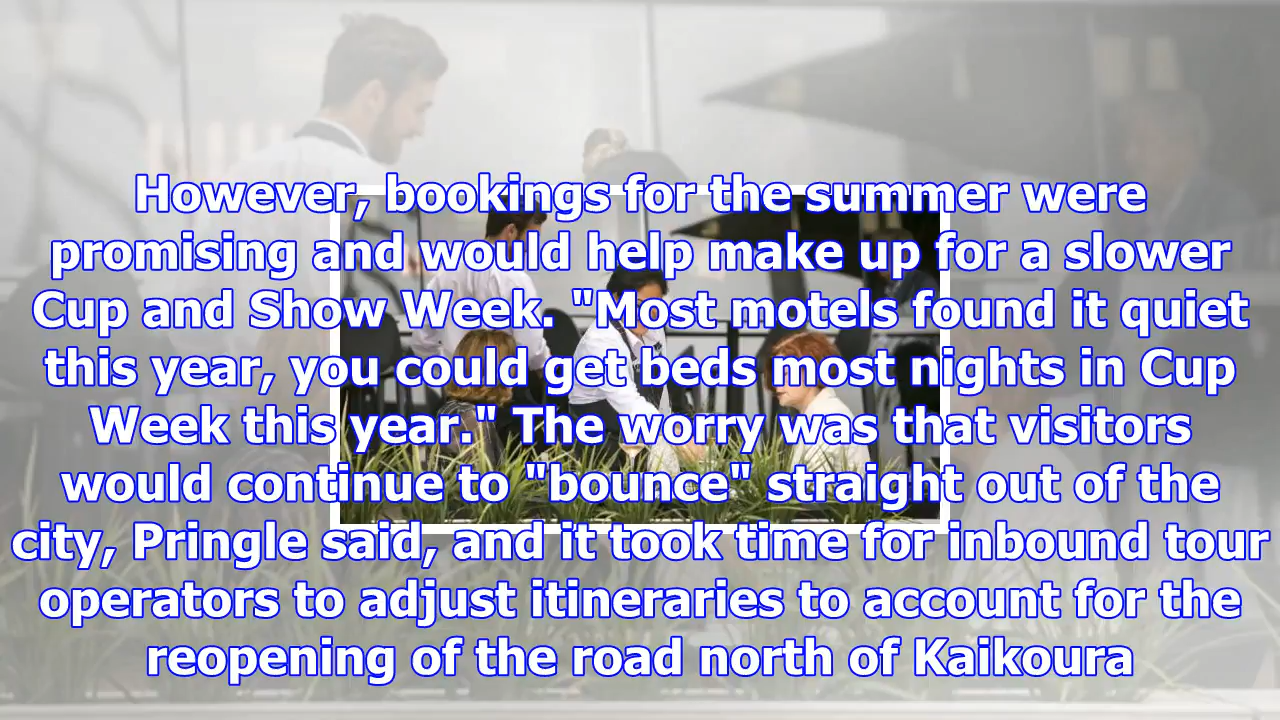 However, bookings for the summer were
promising and would help make up for a slower
Cup and Show Week. "Most motels found it quiet
this year, you could get beds most nights in Cup
Week this year." The worry was that visitors
would continue to "bounce" straight out of the
city, Pringle said, and it took time for inbound tour
operators to adjust itineraries to account for the
reopening of the road north of Kaikoura